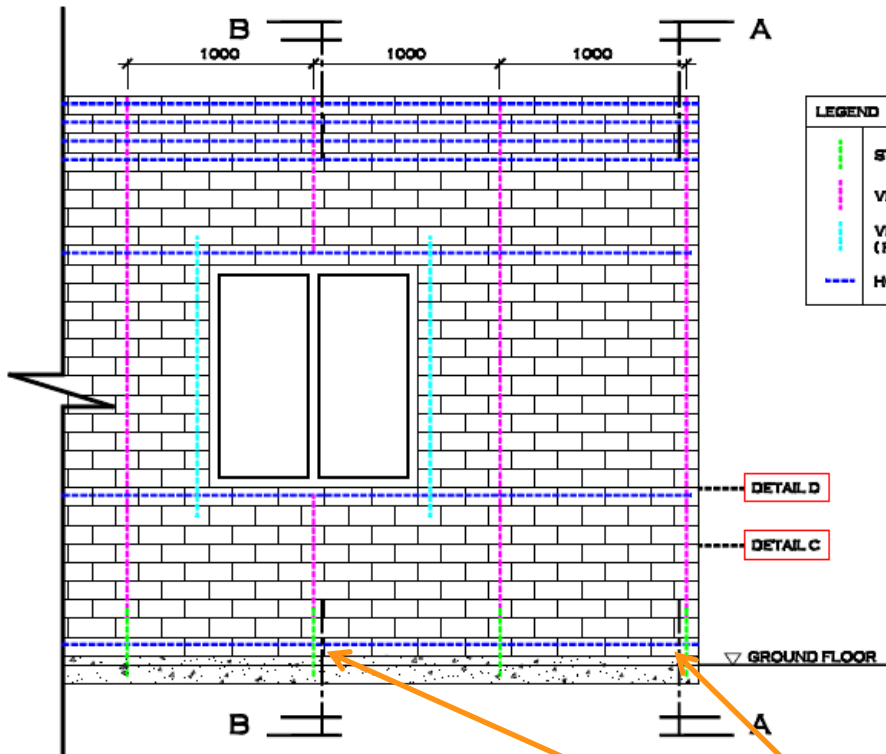 B
A
1000
1000
1000
LEGEND
DETAIL D
DETAIL C
GROUND FLOOR
B
A